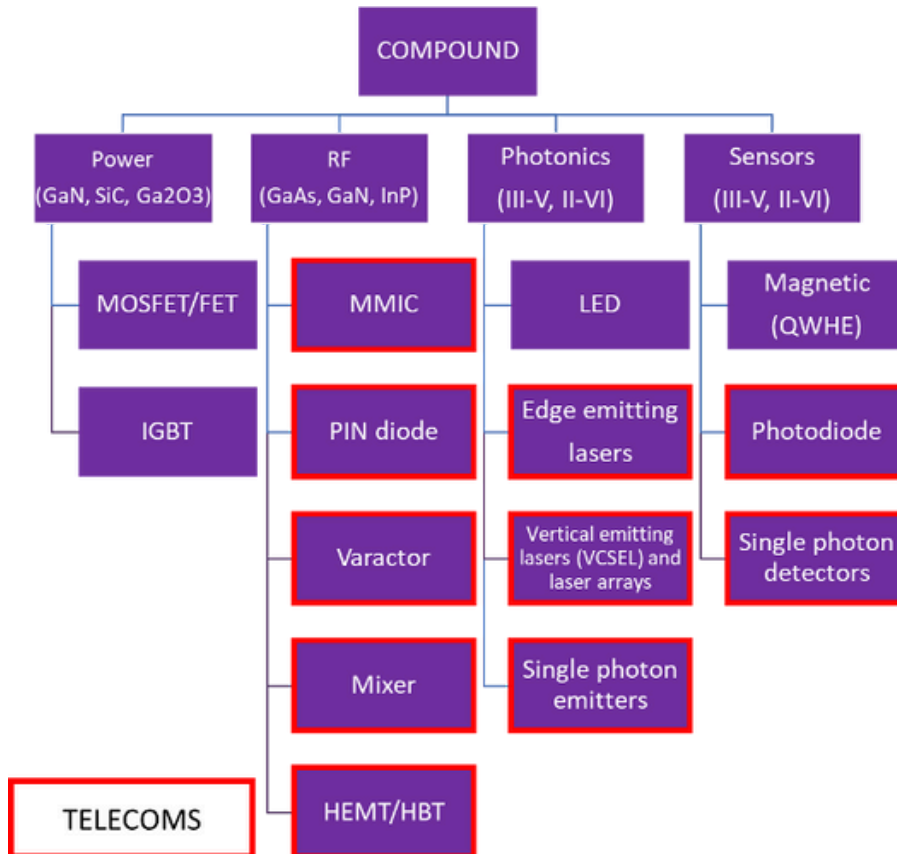 COMPOUND
Power
(GaN, SiC, Ga2O3)
RF
(GaAs, GaN, InP)
Photonics
(III-V, II-VI)
Sensors
(III-V, II-VI)
MOSFET/FET
MMIC
LED
Magnetic
(QWHE)
IGBT
PIN diode
Edge emitting
lasers
Photodiode
Varactor
Vertical emitting
lasers (VCSEL) and
laser arrays
Single photon
detectors
Mixer
Single photon
emitters
TELECOMS
HEMT/HBT